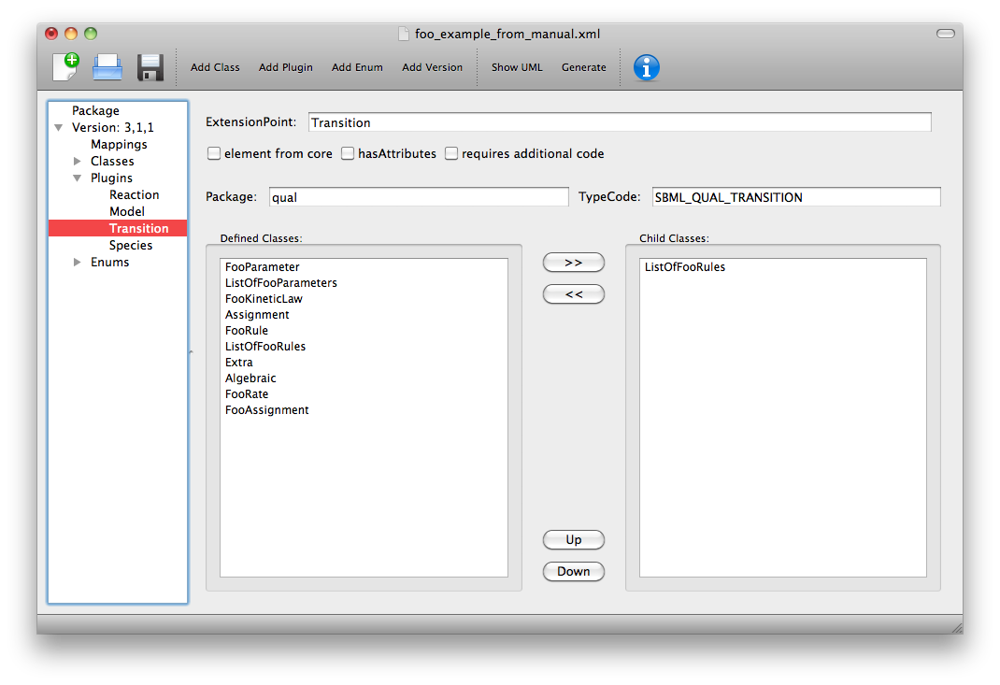 foo_example_from_manual.xml
Add Class Add Plugin Add Enum Add Version Show UML Generate
Package
Version: 3,1,1
Mappings
Classes
Plugins
Reaction
Model
Transition
Species
Enums
ExtensionPoint: Transition
element from core hasAttributes requires additional code
Package: qual TypeCode: SBML_QUAL_TRANSITION
Defined Classes:
FooParameter
ListOfFooParameters
FooKineticLaw
Assignment
FooRule
ListOfFooRules
Extra
Algebraic
FooRate
FooAssignment
>>
<<
Up
Down
Child Classes:
ListOfFooRules